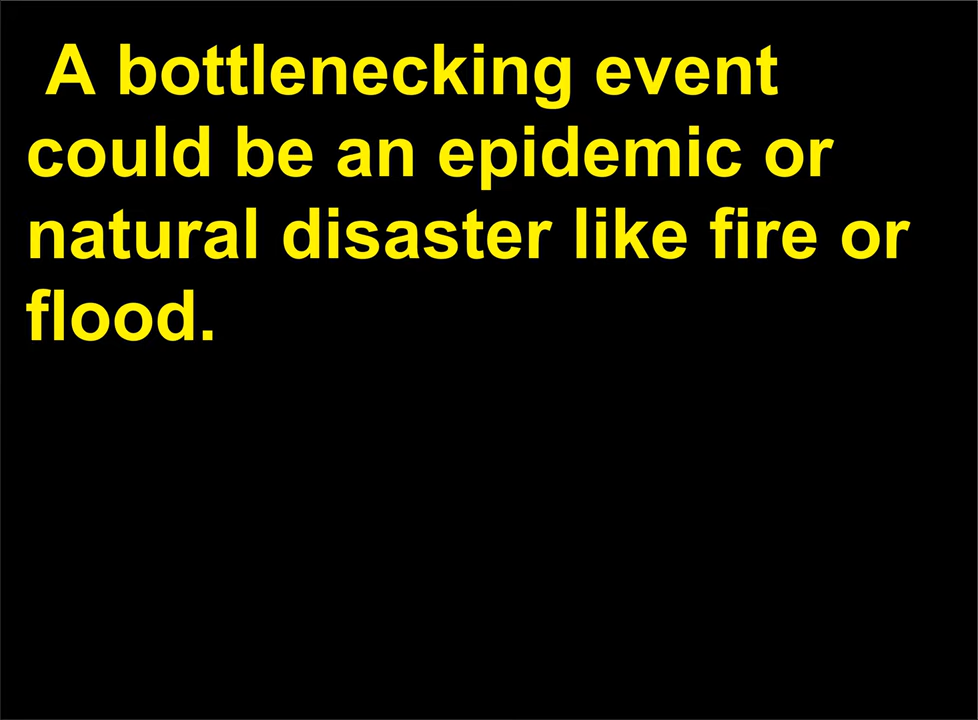 A bottlenecking event
could be an epidemic or
natural disaster like fire or
flood.